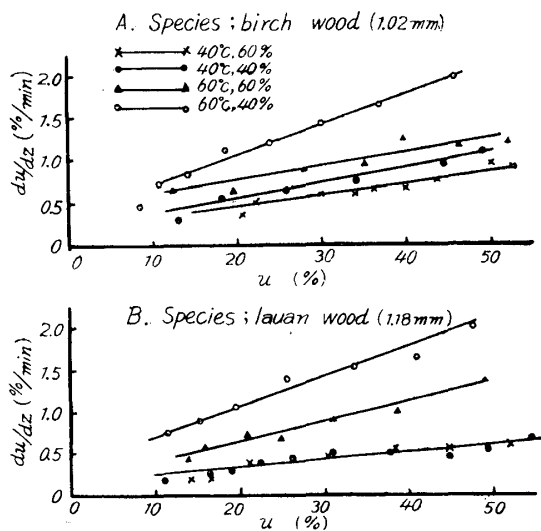 A. Species ; birch wood (1.02 mm)
40°C, 60%
40°C, 40%
60°C, 60%
60°C, 40%
du/dz (%/min)
2.0
1.5
1.0
0.5
0
0
10
20
30
40
50
u (%)
B. Species ; lauan wood (1.18 mm)
du/dz (%/min)
2.0
1.5
1.0
0.5
0
0
10
20
30
40
50
u (%)